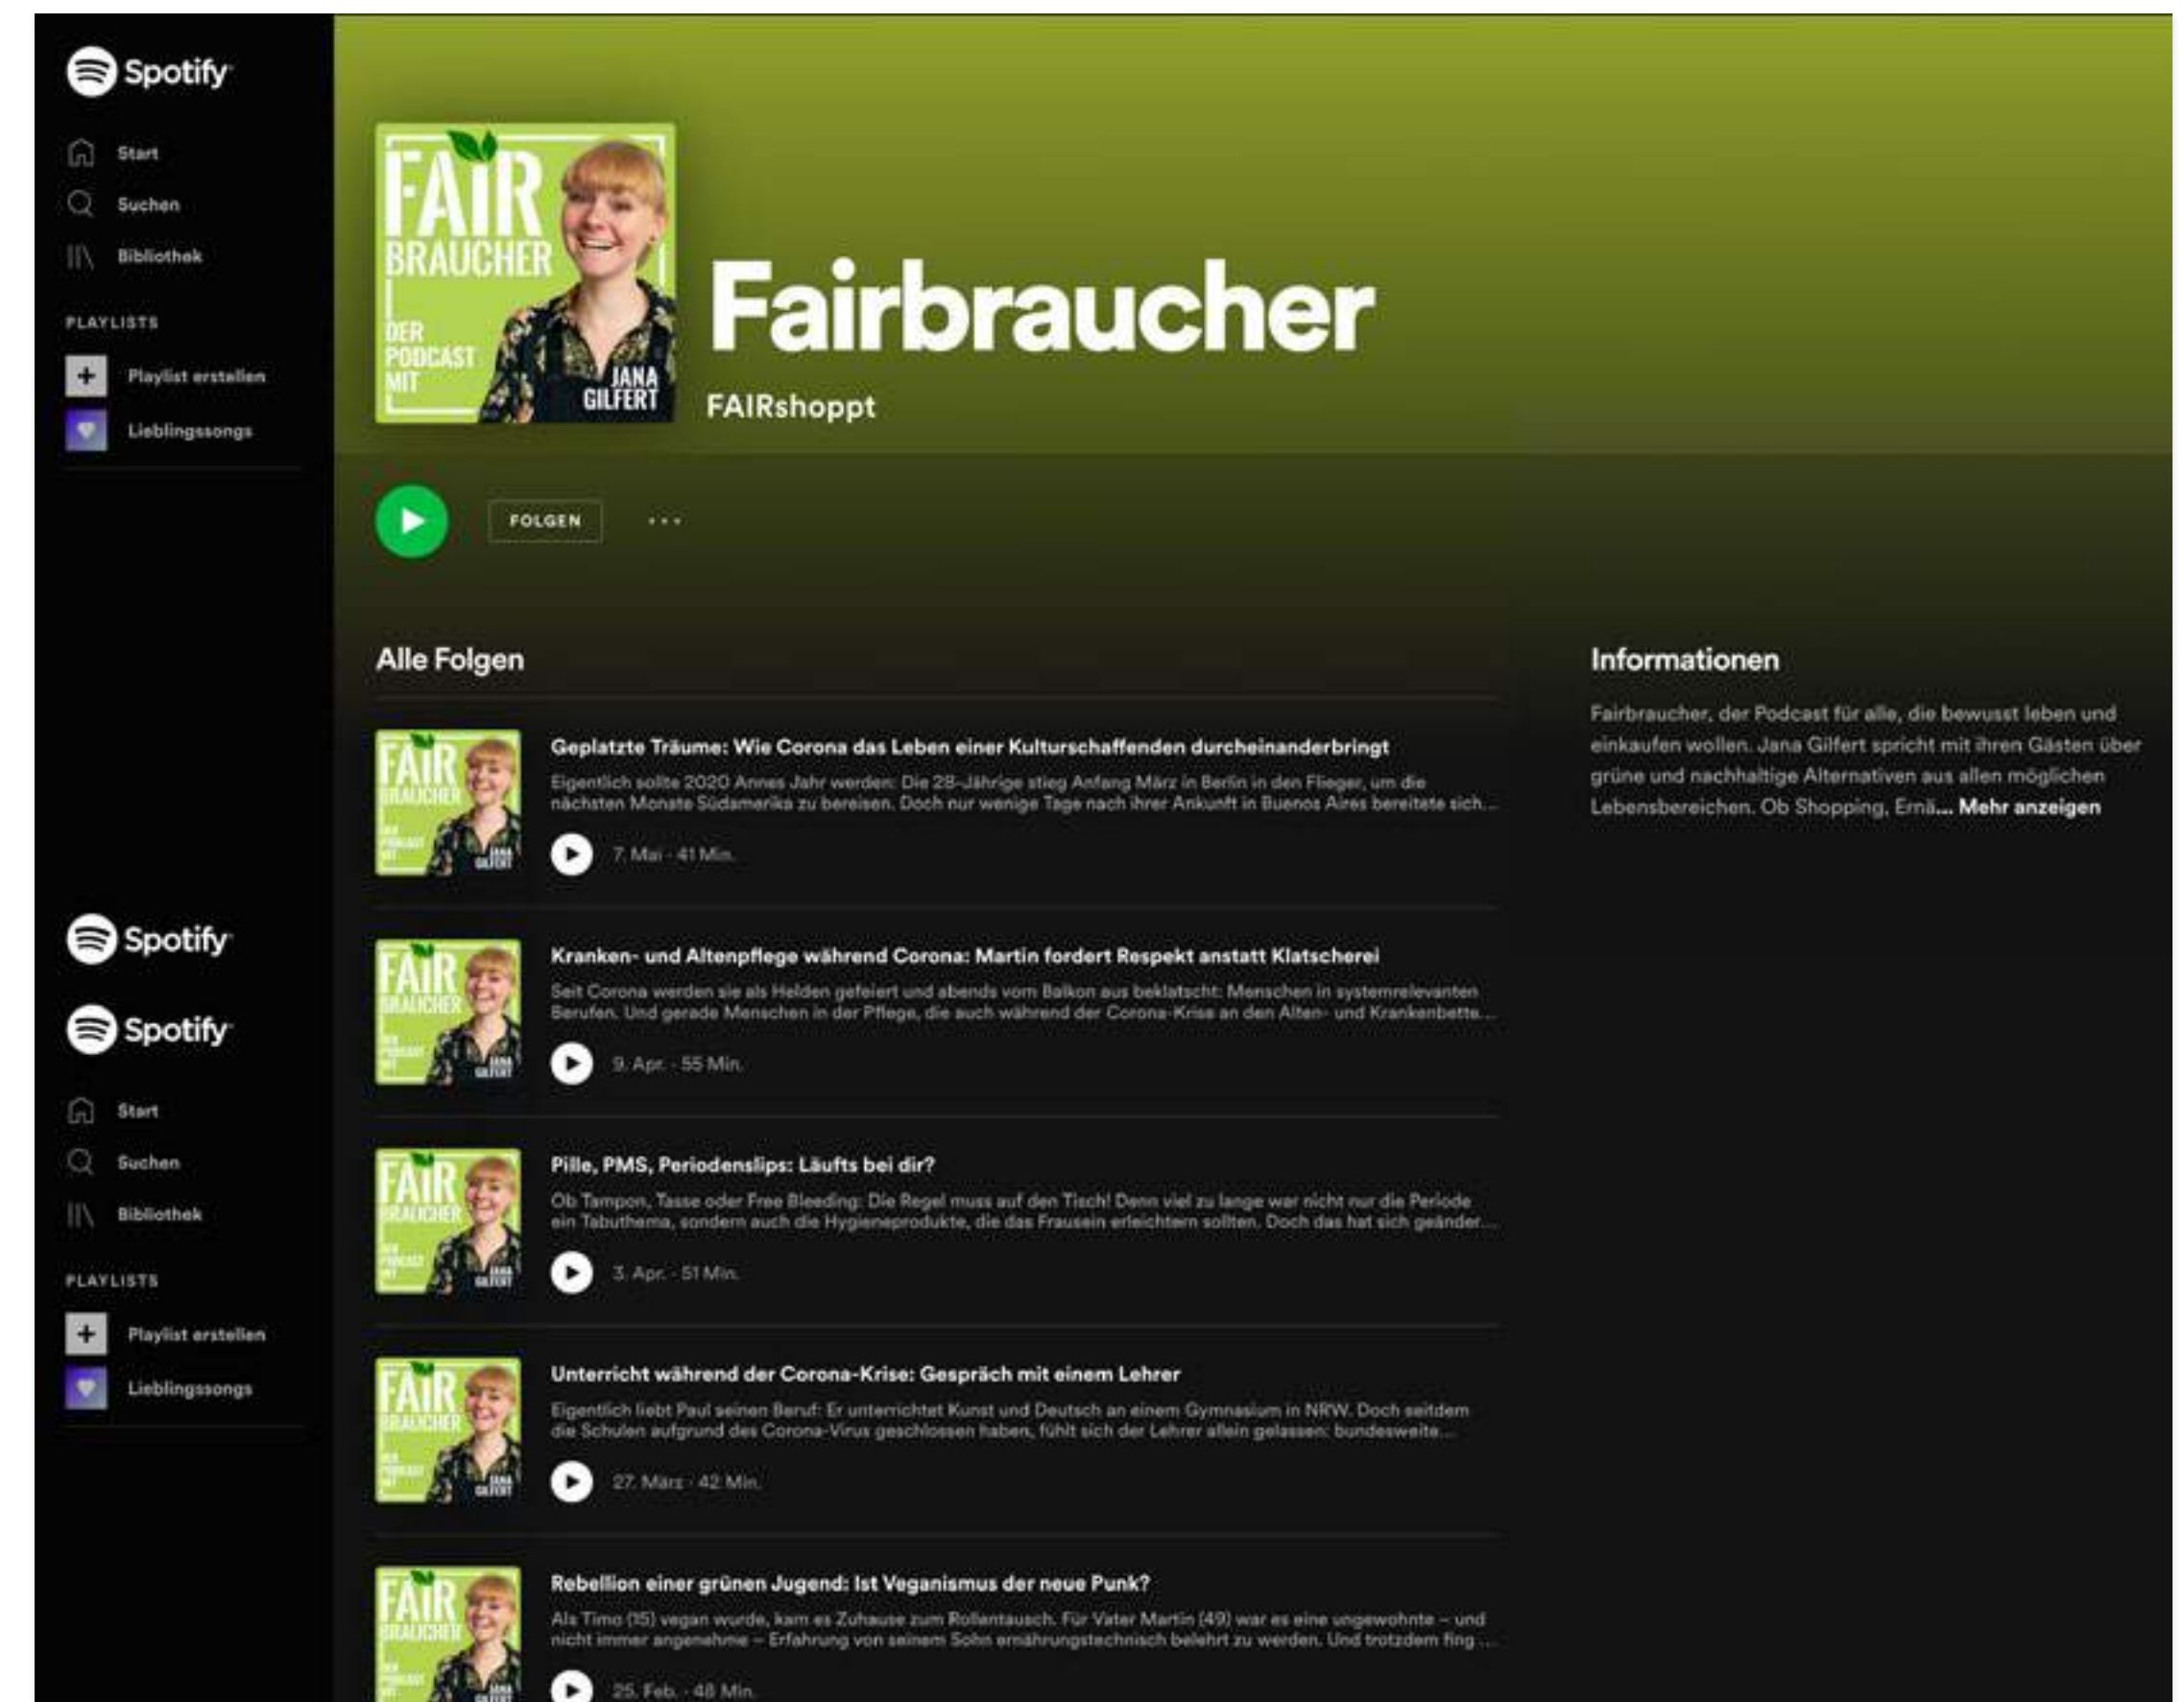 Spotify
Start
Suchen
Bibliothek
PLAYLISTS
Playlist erstellen
Lieblingssongs
FAIR
BRAUCHER
DER
PODCAST
MIT
JANA
GILFERT
Fairbraucher
FAIRshoppt
FOLGEN
Alle Folgen
Geplatzte Träume: Wie Corona das Leben einer Kulturschaffenden durcheinanderbringt
Eigentlich sollte 2020 Annes Jahr werden: Die 28-Jährige stieg Anfang März in Berlin in den Flieger, um die
nächsten Monate Südamerika zu bereisen. Doch nur wenige Tage nach ihrer Ankunft in Buenos Aires bereitete sich...
7. Mai · 41 Min.
Kranken- und Altenpflege während Corona: Martin fordert Respekt anstatt Klatscherei
Seit Corona werden sie als Helden gefeiert und abends vom Balkon aus beklatscht: Menschen in systemrelevanten
Berufen. Und gerade Menschen in der Pflege, die auch während der Corona-Krise an den Alten- und Krankenbette...
9. Apr. · 55 Min.
Pille, PMS, Periodenslips: Läufts bei dir?
Ob Tampon, Tasse oder Free Bleeding: Die Regel muss auf den Tisch! Denn viel zu lange war nicht nur die Periode
ein Tabuthema, sondern auch die Hygieneprodukte, die das Frausein erleichtern sollten. Doch das hat sich geänder...
3. Apr. · 51 Min.
Unterricht während der Corona-Krise: Gespräch mit einem Lehrer
Eigentlich liebt Paul seinen Beruf: Er unterrichtet Kunst und Deutsch an einem Gymnasium in NRW. Doch seitdem
die Schulen aufgrund des Corona-Virus geschlossen haben, fühlt sich der Lehrer allein gelassen: bundesweite...
27. März · 42 Min.
Rebellion einer grünen Jugend: Ist Veganismus der neue Punk?
Als Timo (15) vegan wurde, kam es Zuhause zum Rollentausch. Für Vater Martin (49) war es eine ungewohnte – und
nicht immer angenehme – Erfahrung von seinem Sohn ernährungstechnisch belehrt zu werden. Und trotzdem fing ...
25. Feb. · 48 Min.
Informationen
Fairbraucher, der Podcast für alle, die bewusst leben und
einkaufen wollen. Jana Gilfert spricht mit ihren Gästen über
grüne und nachhaltige Alternativen aus allen möglichen
Lebensbereichen. Ob Shopping, Ernä... Mehr anzeigen
Spotify
Spotify
Start
Suchen
Bibliothek
PLAYLISTS
Playlist erstellen
Lieblingssongs